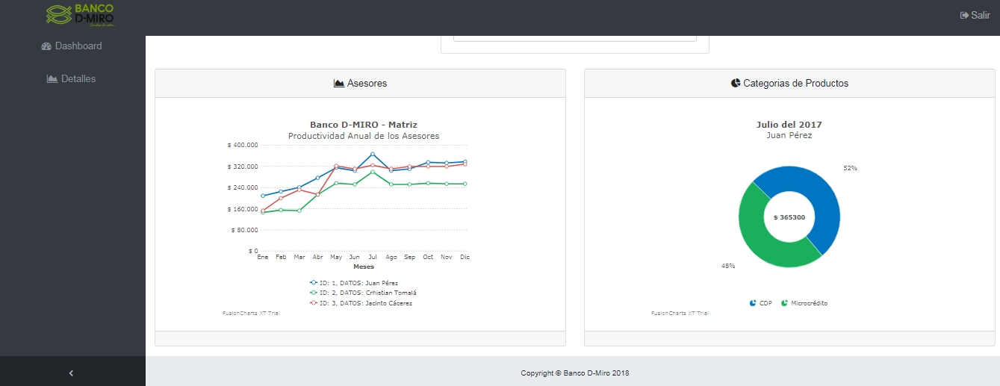 BANCO
D-MIRO
Salir
Dashboard
Detalles
Asesores
Banco D-MIRO - Matriz
Productividad Anual de los Asesores
$ 400.000
$ 320.000
$ 240.000
$ 160.000
$ 80.000
$ 0
Ene Feb Mar Abr May Jun Jul Ago Sep Oct Nov Dic
Meses
ID: 1, DATOS: Juan Pérez
ID: 2, DATOS: Crhistian Tomalá
ID: 3, DATOS: Jacinto Cácerez
FusionCharts XT Trial
Categorias de Productos
Julio del 2017
Juan Pérez
52%
$ 365300
48%
CDP Microcrédito
FusionCharts XT Trial
Copyright © Banco D-Miro 2018